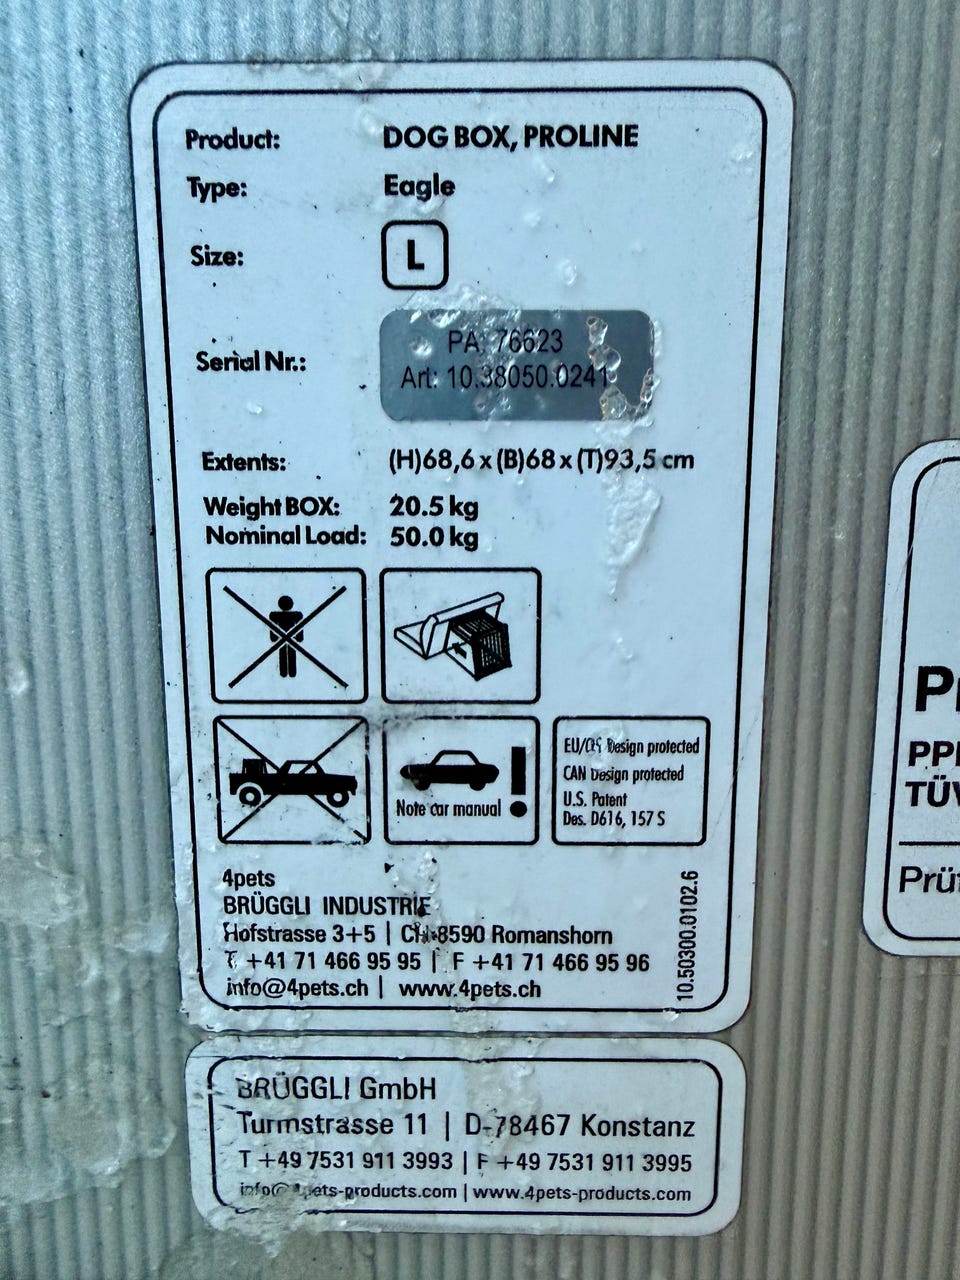 Product: DOG BOX, PROLINE
Type: Eagle
Size: L
Serial Nr.: PA: 76623
Art: 10.38050.0241
Extents: (H)68,6 x (B)68 x (T)93,5 cm
Weight BOX: 20.5 kg
Nominal Load: 50.0 kg
Note car manual !
EU/ Design protected
CAN Design protected
U.S. Patent
Des. D616, 157 S
4pets
BRÜGGLI INDUSTRIE
Hofstrasse 3+5 | CH-8590 Romanshorn
T +41 71 466 95 95 | F +41 71 466 95 96
info@4pets.ch | www.4pets.ch
10.50300.0102.6
BRÜGGLI GmbH
Turmstrasse 11 | D-78467 Konstanz
T +49 7531 911 3993 | F +49 7531 911 3995
info@4pets-products.com | www.4pets-products.com
TÜV